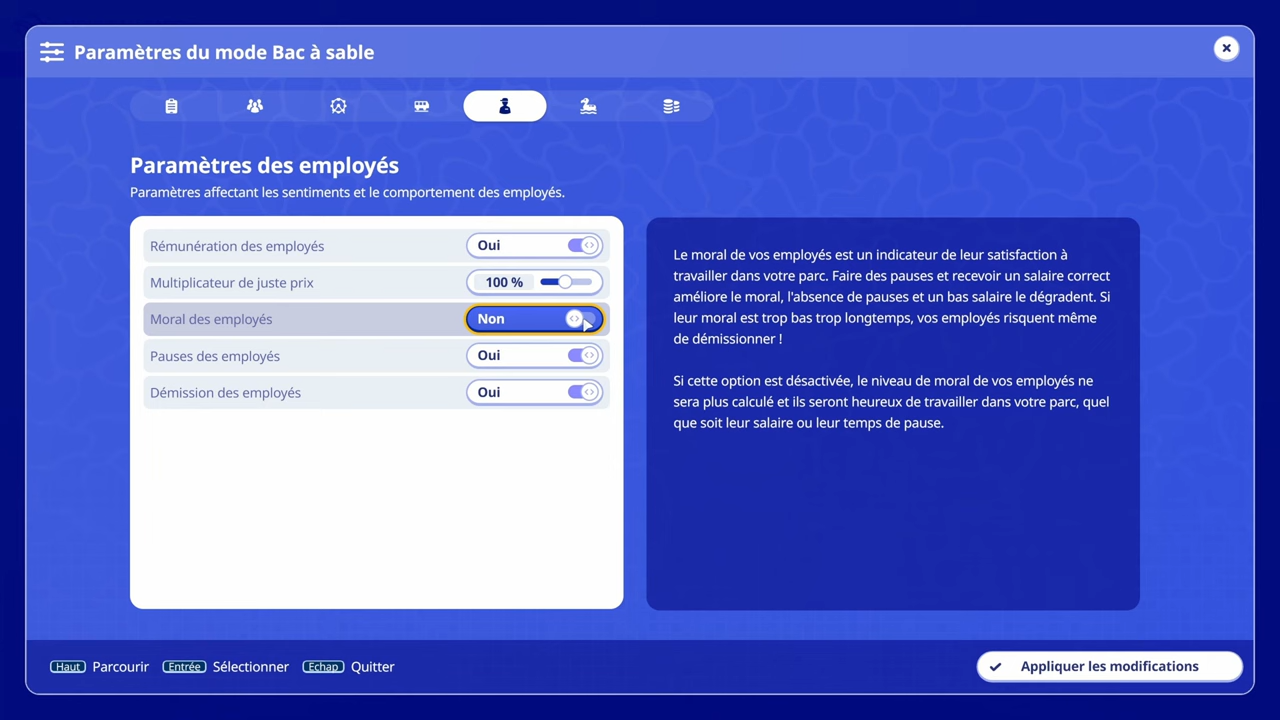 Paramètres du mode Bac à sable
Paramètres des employés
Paramètres affectant les sentiments et le comportement des employés.
Rémunération des employés Oui
Multiplicateur de juste prix 100 %
Moral des employés Non
Pauses des employés Oui
Démission des employés Oui
Le moral de vos employés est un indicateur de leur satisfaction à
travailler dans votre parc. Faire des pauses et recevoir un salaire correct
améliore le moral, l'absence de pauses et un bas salaire le dégradent. Si
leur moral est trop bas trop longtemps, vos employés risquent même
de démissionner !
Si cette option est désactivée, le niveau de moral de vos employés ne
sera plus calculé et ils seront heureux de travailler dans votre parc, quel
que soit leur salaire ou leur temps de pause.
Haut Parcourir Entrée Sélectionner Echap Quitter
Appliquer les modifications